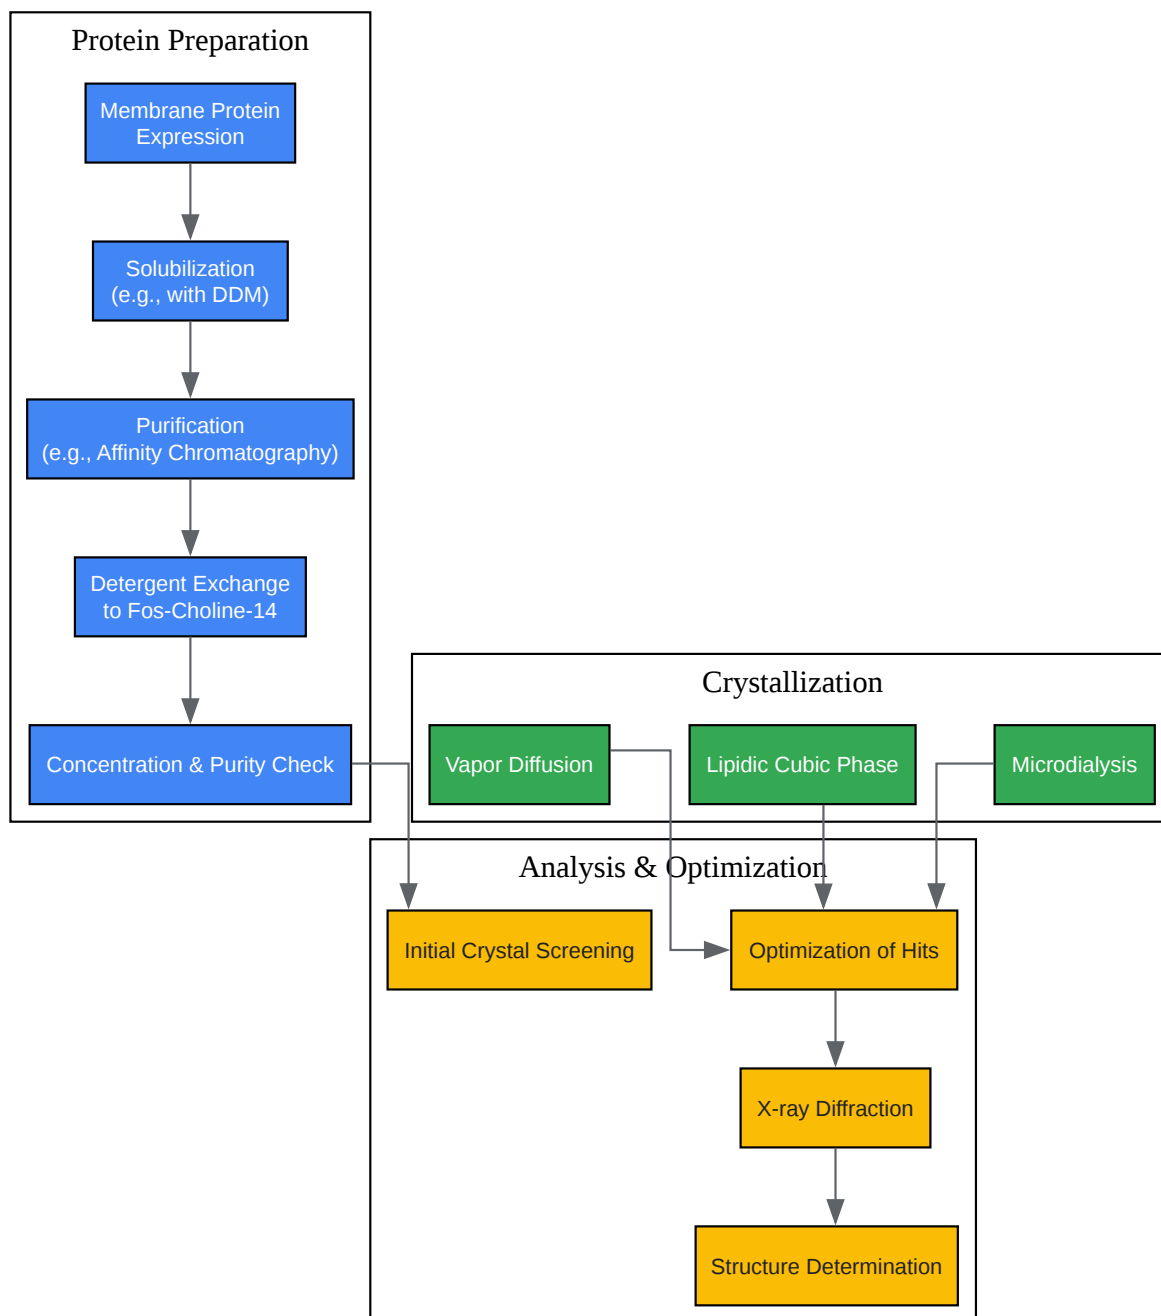 Protein Preparation
Membrane Protein
Expression
Solubilization
(e.g., with DDM)
Purification
(e.g., Affinity Chromatography)
Detergent Exchange
to Fos-Choline-14
Concentration & Purity Check
Crystallization
Vapor Diffusion
Lipidic Cubic Phase
Microdialysis
Analysis & Optimization
Initial Crystal Screening
Optimization of Hits
X-ray Diffraction
Structure Determination